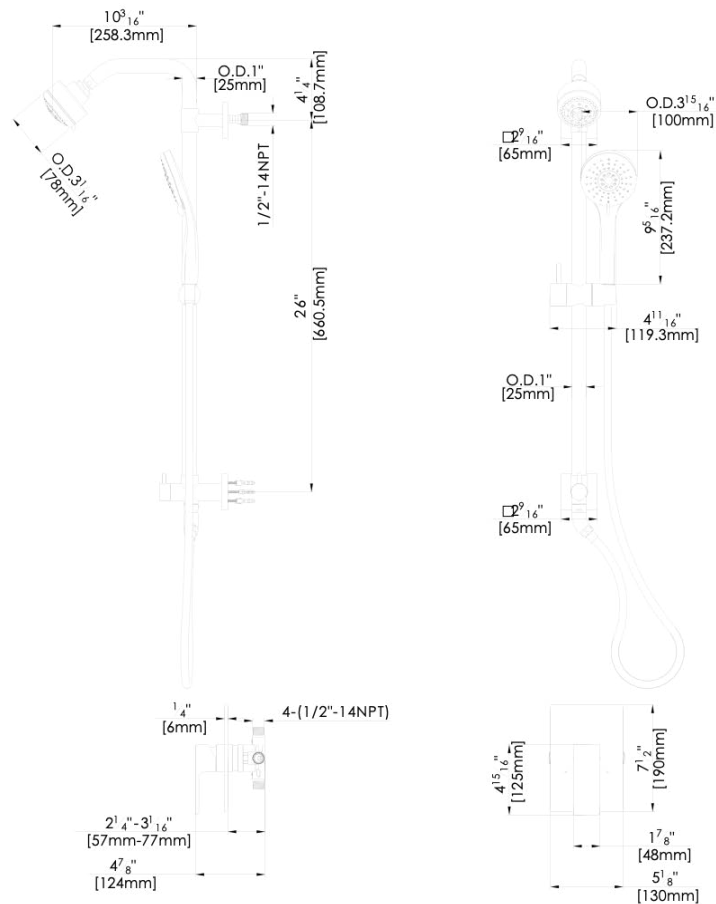 10 3/16"
[258.3mm]
O.D.1"
[25mm]
4 1/4"
[108.7mm]
O.D.3 1/16"
[78mm]
1/2"-14NPT
26"
[660.5mm]
O.D.3 15/16"
[100mm]
□2 9/16"
[65mm]
9 5/16"
[237.2mm]
4 11/16"
[119.3mm]
O.D.1"
[25mm]
□2 9/16"
[65mm]
1/4"
[6mm]
4-(1/2"-14NPT)
2 1/4"-3 1/16"
[57mm-77mm]
4 7/8"
[124mm]
4 15/16"
[125mm]
7 1/2"
[190mm]
1 7/8"
[48mm]
5 1/8"
[130mm]